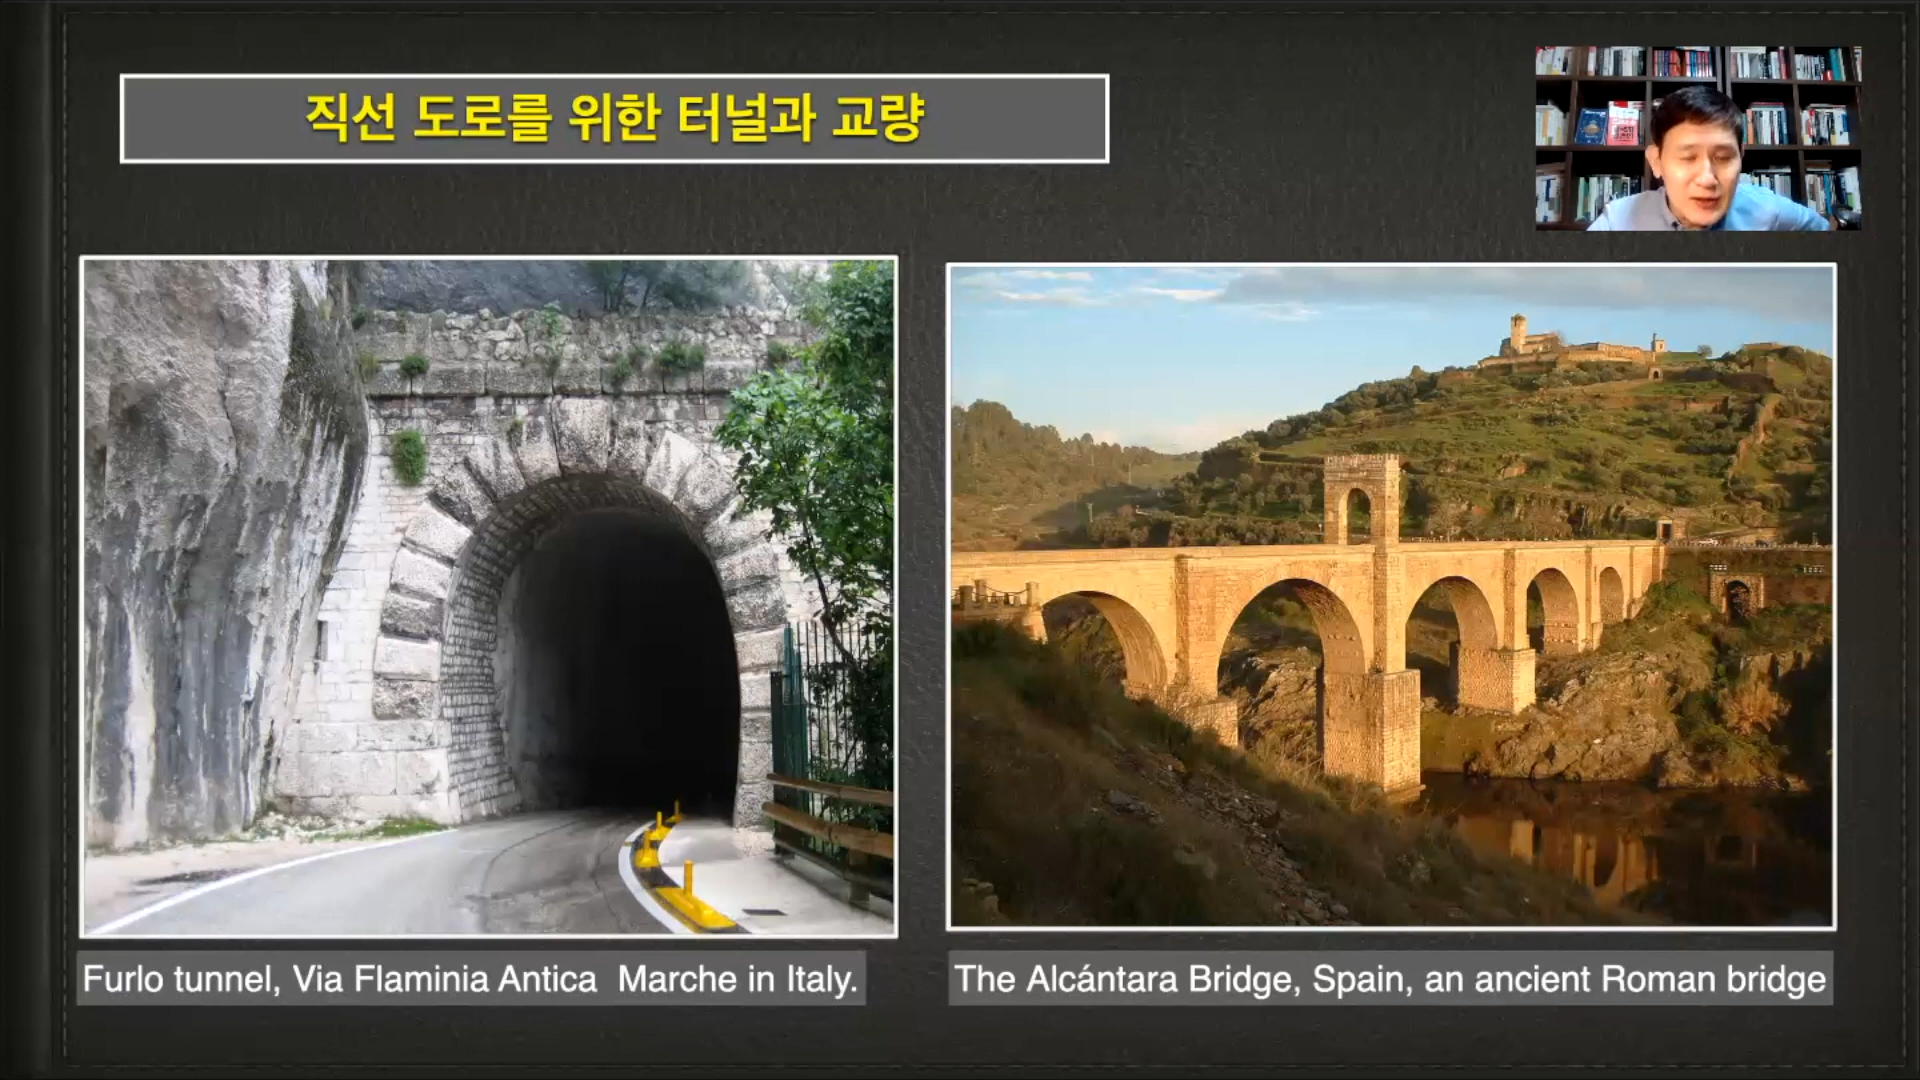 직선 도로를 위한 터널과 교량
Furlo tunnel, Via Flaminia Antica  Marche in Italy.
The Alcántara Bridge, Spain, an ancient Roman bridge